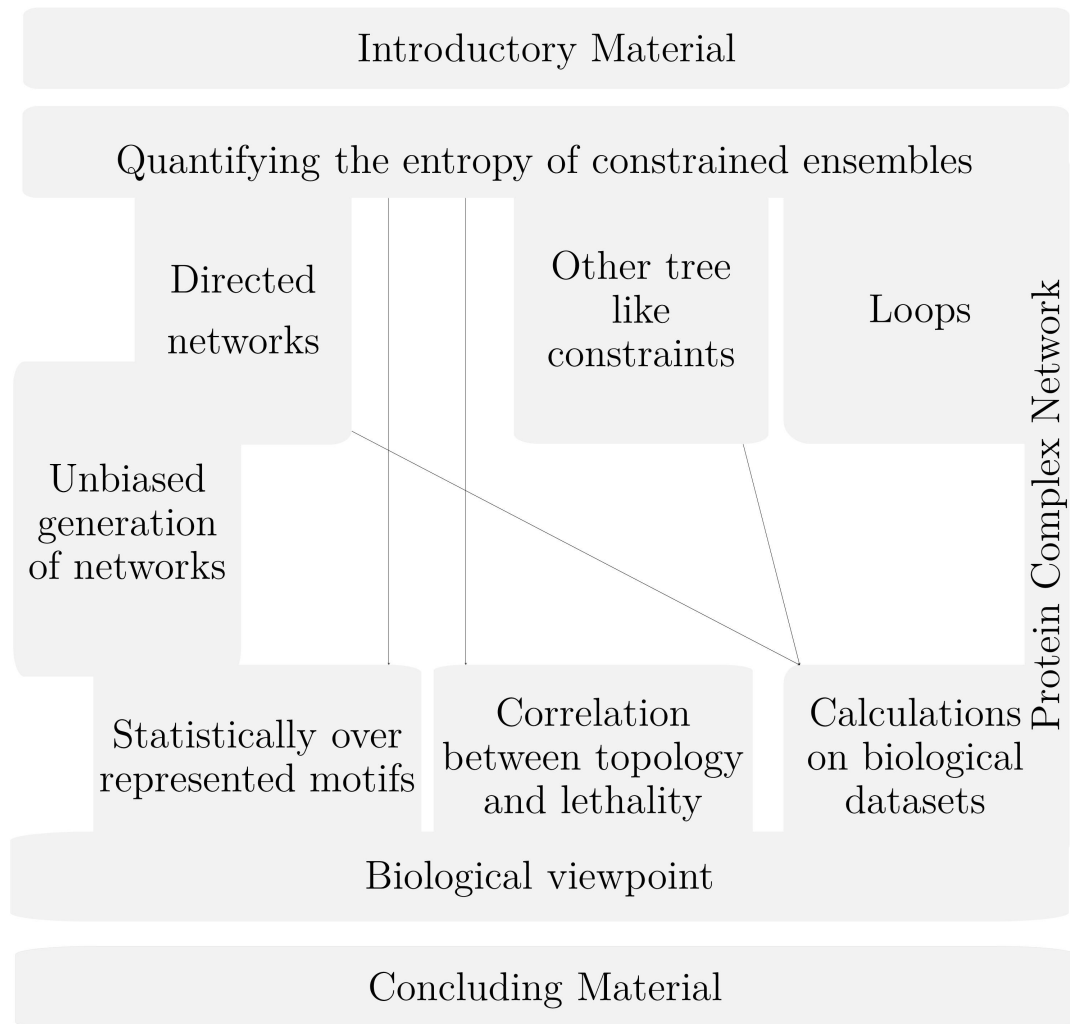 Introductory Material
Quantifying the entropy of constrained ensembles
Directed
networks
Other tree
like
constraints
Loops
Protein Complex Network
Unbiased
generation
of networks
Statistically over
represented motifs
Correlation
between topology
and lethality
Calculations
on biological
datasets
Biological viewpoint
Concluding Material